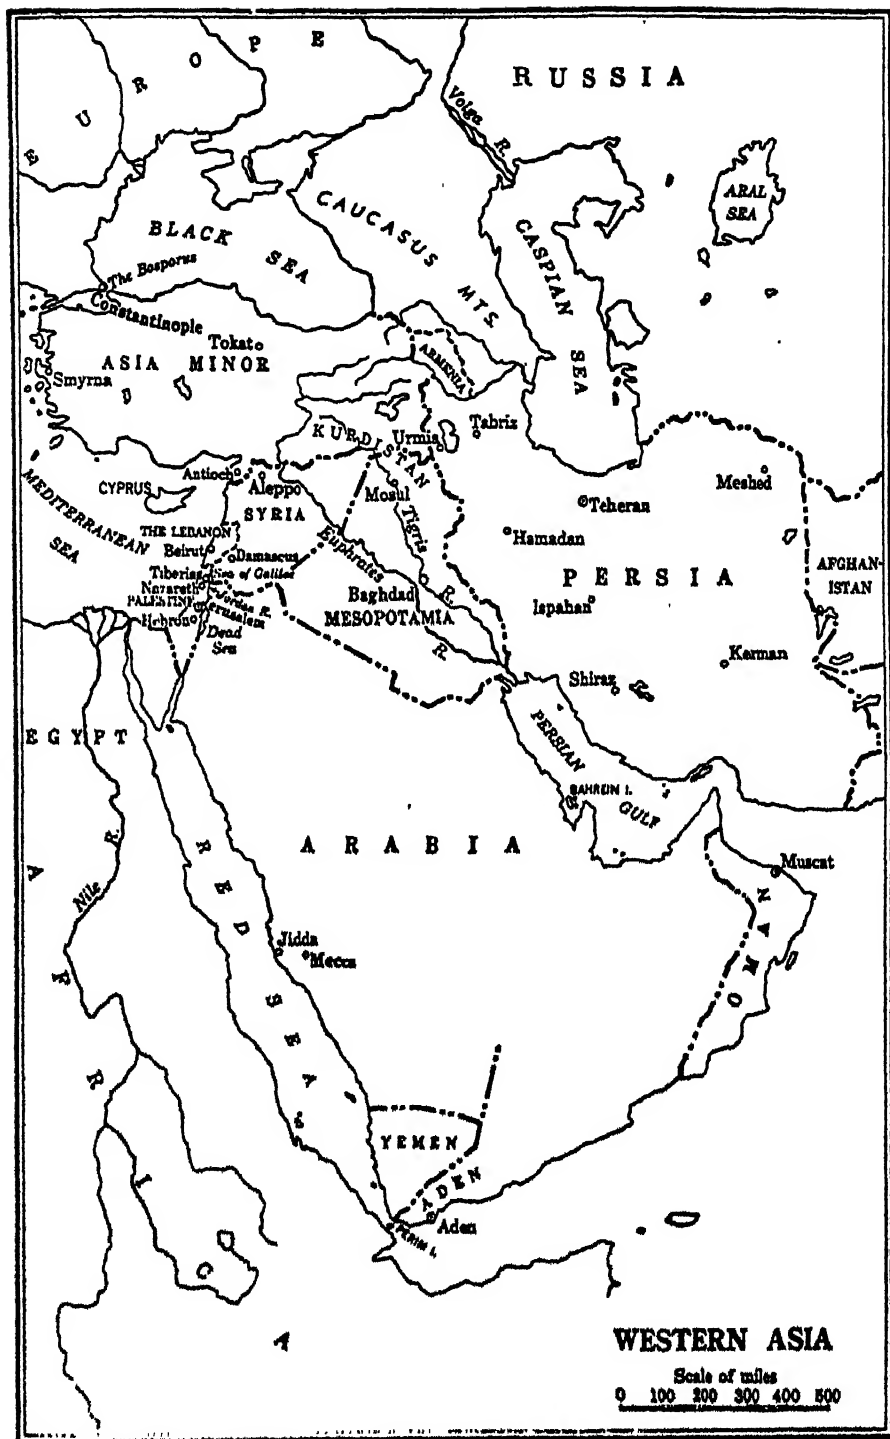 EUROPE
RUSSIA
Volga R.
ARAL
SEA
CAUCASUS MTS.
BLACK SEA
CASPIAN SEA
The Bosporus
Constantinople
Tokat
ARMENIA
ASIA MINOR
Smyrna
KURDISTAN
Urmia
Tabriz
Antioch
Aleppo
Mosul
Meshed
CYPRUS
Teheran
MEDITERRANEAN
SEA
SYRIA
Tigris R.
THE LEBANON
Hamadan
Beirut
Damascus
Euphrates R.
AFGHAN-
ISTAN
Tiberias
Sea of Galilee
PERSIA
Nazareth
Jordan R.
Baghdad
PALESTINE
Jerusalem
MESOPOTAMIA
Ispahan
Hebron
Dead
Sea
Kerman
Shiraz
EGYPT
PERSIAN GULF
BAHREIN I.
ARABIA
Nile R.
Muscat
RED SEA
OMAN
Jidda
Mecca
AFRICA
YEMEN
ADEN
Aden
PERIM I.
WESTERN ASIA
Scale of miles
0 100 200 300 400 500